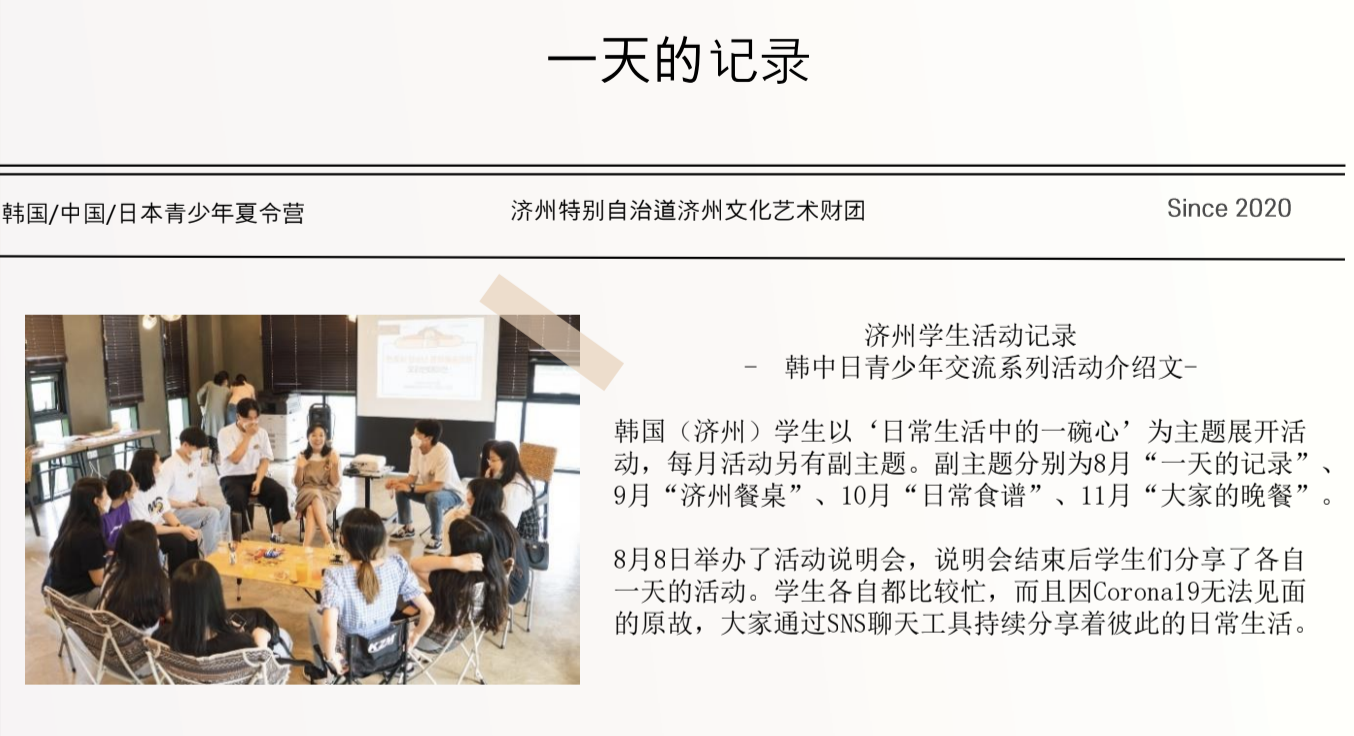 一天的记录
韩国/中国/日本青少年夏令营
济州特别自治道济州文化艺术财团
Since 2020
济州学生活动记录
- 韩中日青少年交流系列活动介绍文-
韩国（济州）学生以‘日常生活中的一碗心’为主题展开活
动，每月活动另有副主题。副主题分别为8月“一天的记录”、
9月“济州餐桌”、10月“日常食谱”、11月“大家的晚餐”。
8月8日举办了活动说明会，说明会结束后学生们分享了各自
一天的活动。学生各自都比较忙，而且因Corona19无法见面
的原故，大家通过SNS聊天工具持续分享着彼此的日常生活。